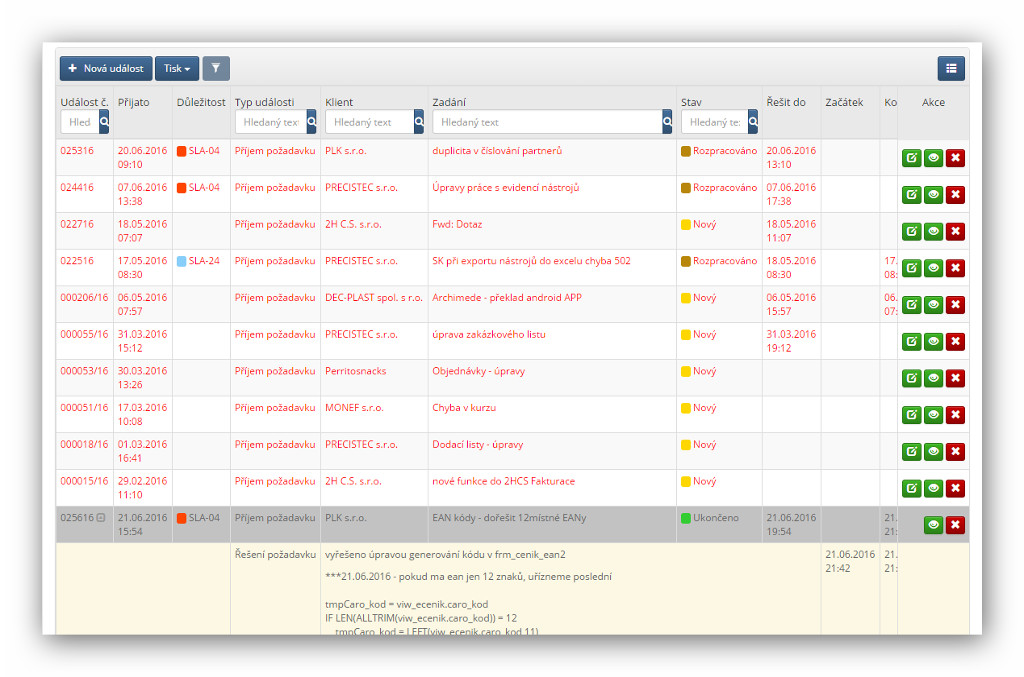 Nová událost Tisk
Událost č. Přijato Důležitost Typ události Klient Zadání Stav Řešit do Začátek Ko Akce
Hled Hledaný text Hledaný text Hledaný text Hledaný te:
025316 20.06.2016 SLA-04 Příjem požadavku PLK s.r.o. duplicita v číslování partnerů Rozpracováno 20.06.2016
09:10 13:10
024416 07.06.2016 SLA-04 Příjem požadavku PRECISTEC s.r.o. Úpravy práce s evidencí nástrojů Rozpracováno 07.06.2016
13:38 17:38
022716 18.05.2016 Příjem požadavku 2H C.S. s.r.o. Fwd: Dotaz Nový 18.05.2016
07:07 11:07
022516 17.05.2016 SLA-24 Příjem požadavku PRECISTEC s.r.o. SK při exportu nástrojů do excelu chyba 502 Rozpracováno 18.05.2016 17.
08:30 08:30 08:
000206/16 06.05.2016 Příjem požadavku DEC-PLAST spol. s r.o. Archimede - překlad android APP Nový 06.05.2016 06.
07:57 15:57 07:
000055/16 31.03.2016 Příjem požadavku PRECISTEC s.r.o. úprava zakázkového listu Nový 31.03.2016
15:12 19:12
000053/16 30.03.2016 Příjem požadavku Perritosnacks Objednávky - úpravy Nový
13:26
000051/16 17.03.2016 Příjem požadavku MONEF s.r.o. Chyba v kurzu Nový
10:08
000018/16 01.03.2016 Příjem požadavku PRECISTEC s.r.o. Dodací listy - úpravy Nový
16:41
000015/16 29.02.2016 Příjem požadavku 2H C.S. s.r.o. nové funkce do 2HCS Fakturace Nový
11:10
025616 21.06.2016 SLA-04 Příjem požadavku PLK s.r.o. EAN kódy - dořešit 12místné EANy Ukončeno 21.06.2016 21.
15:54 19:54 21:
Řešení požadavku vyřešeno úpravou generování kódu v frm_cenik_ean2 21.06.2016 21.
21:42 21:
***21.06.2016 - pokud ma ean jen 12 znaků, uřízneme poslední
tmpCaro_kod = viw_ecenik.caro_kod
IF LEN(ALLTRIM(viw_ecenik.caro_kod)) = 12
tmpCaro_kod = LEFT(viw_ecenik.caro_kod,11)